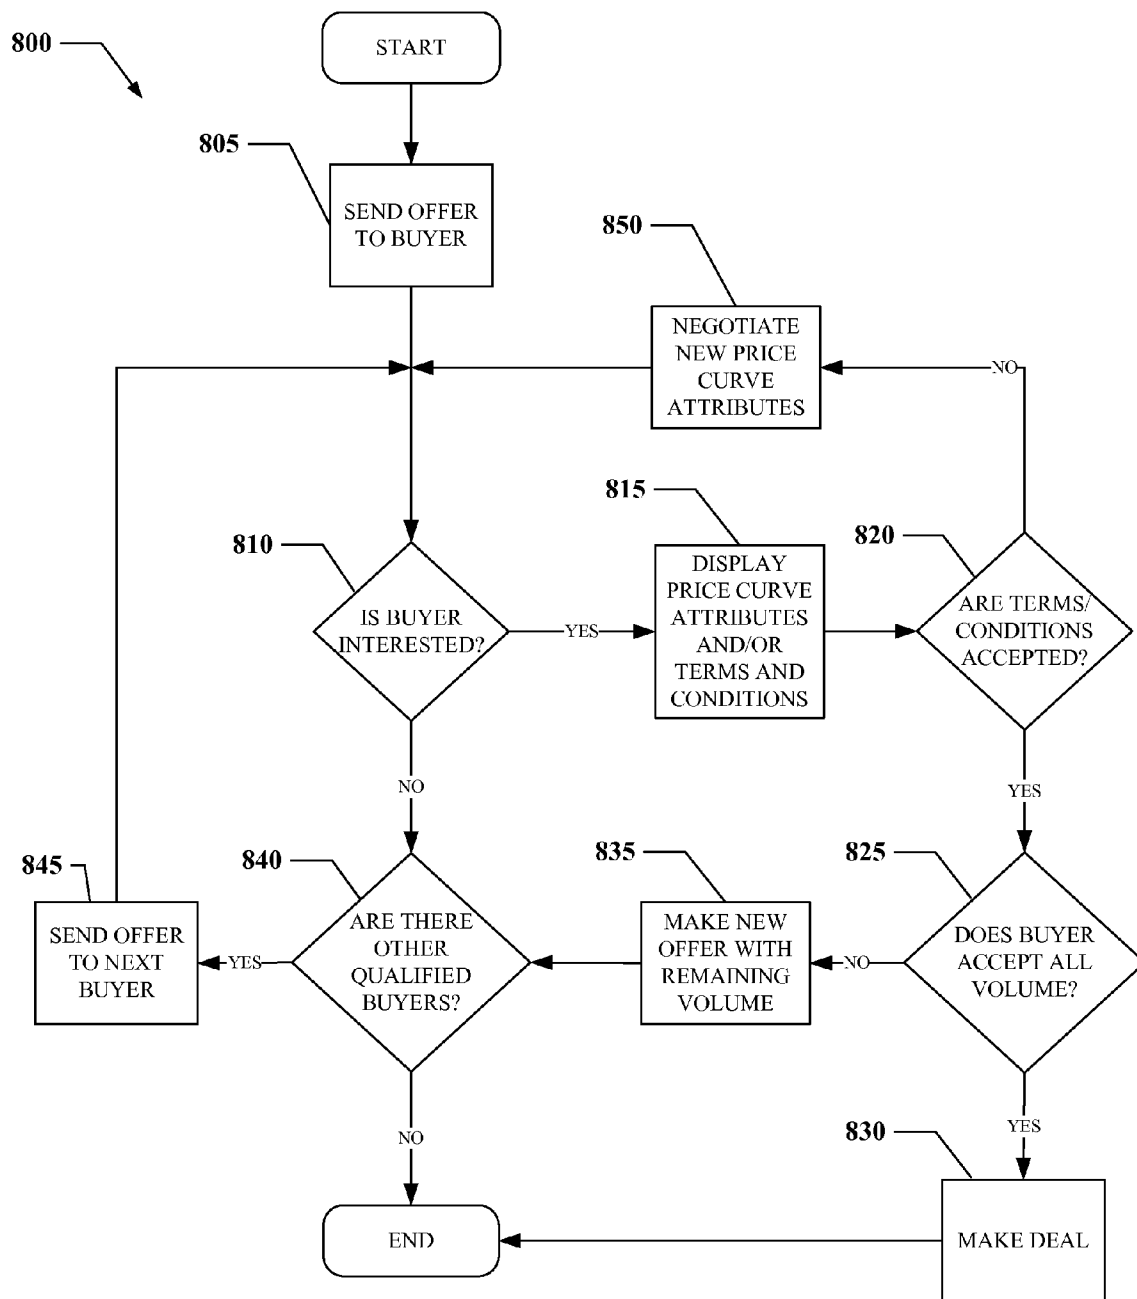 800
START
805
SEND OFFER
TO BUYER
850
NEGOTIATE
NEW PRICE
CURVE
ATTRIBUTES
NO
810
IS BUYER
INTERESTED?
YES
815
DISPLAY
PRICE CURVE
ATTRIBUTES
AND/OR
TERMS AND
CONDITIONS
820
ARE TERMS/
CONDITIONS
ACCEPTED?
NO
YES
845
SEND OFFER
TO NEXT
BUYER
YES
840
ARE THERE
OTHER
QUALIFIED
BUYERS?
835
MAKE NEW
OFFER WITH
REMAINING
VOLUME
NO
825
DOES BUYER
ACCEPT ALL
VOLUME?
NO
YES
830
END
MAKE DEAL